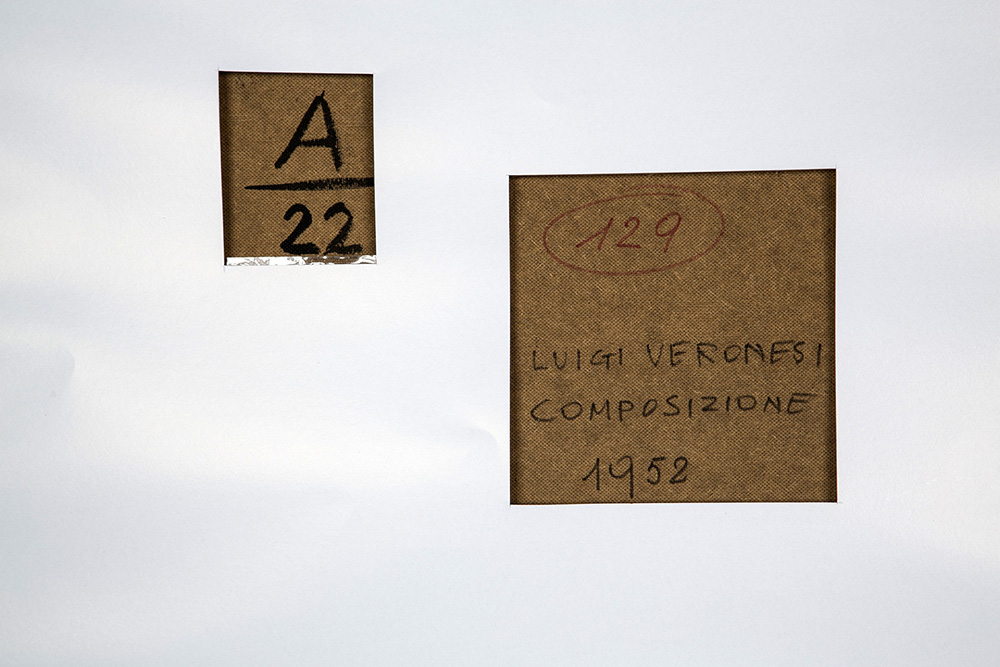 A
22
129
LUIGI VERONESI
COMPOSIZIONE
1952